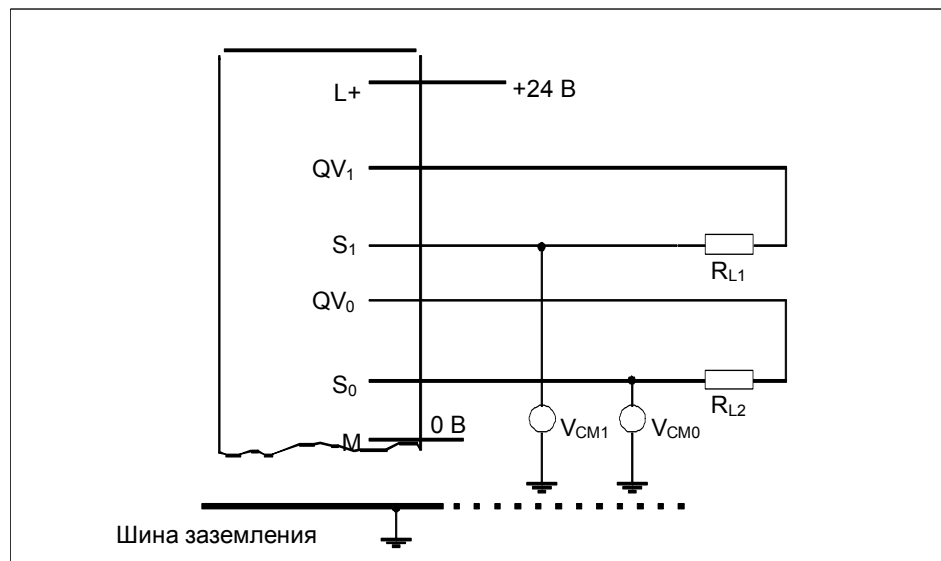 L+
+24 В
QV1
S1
RL1
QV0
S0
RL2
M
0 В
VCM1
VCM0
Шина заземления